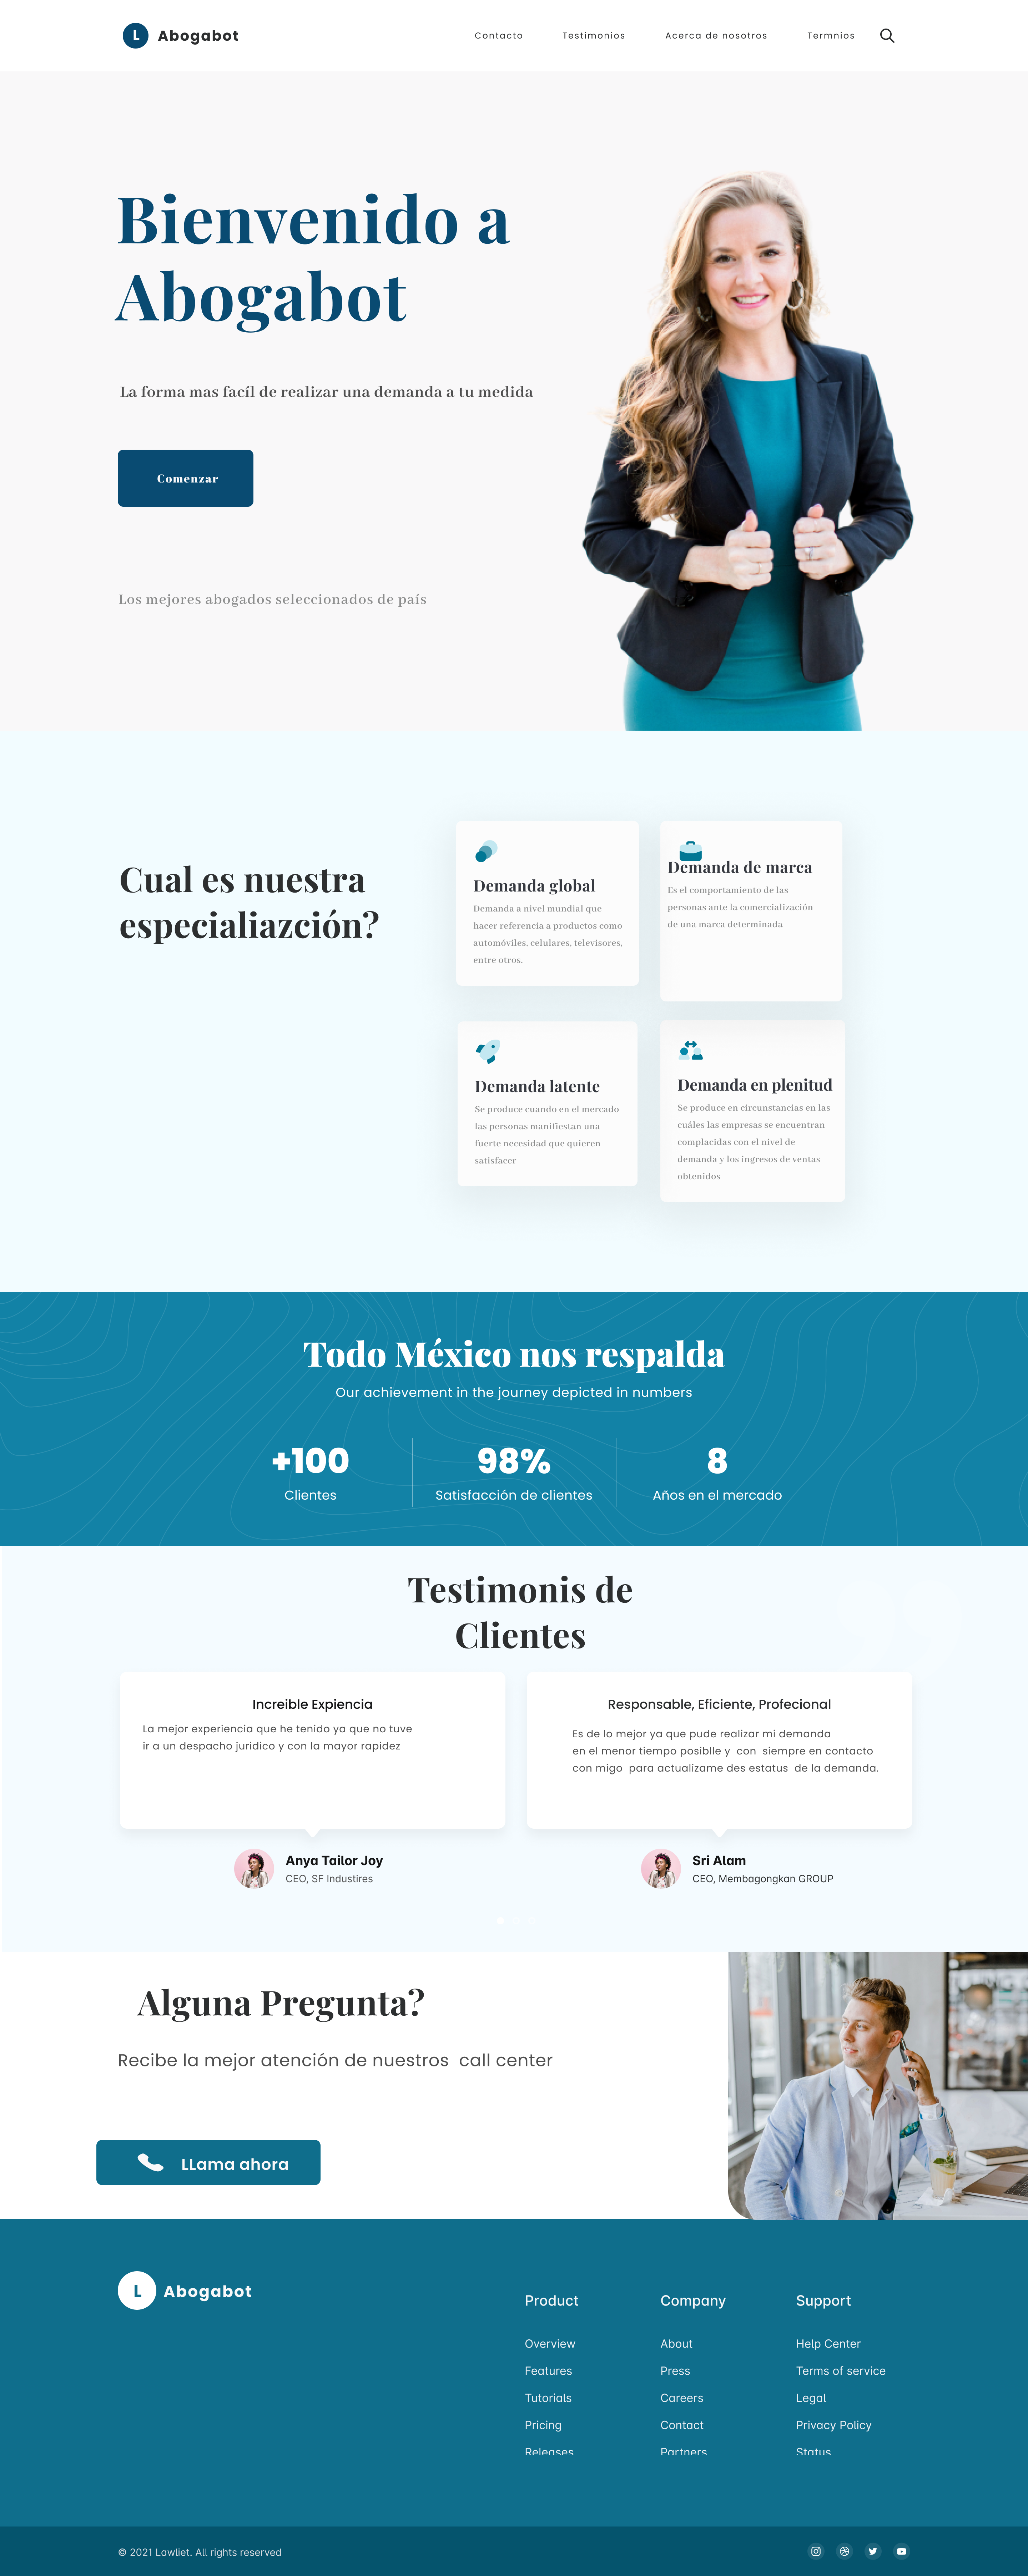 L Abogabot
Contacto Testimonios Acerca de nosotros Termnios
Bienvenido a
Abogabot
La forma mas facíl de realizar una demanda a tu medida
Comenzar
Los mejores abogados seleccionados de país
Cual es nuestra
especialiazción?
Demanda global
Demanda a nivel mundial que
hacer referencia a productos como
automóviles, celulares, televisores,
entre otros.
Demanda de marca
Es el comportamiento de las
personas ante la comercialización
de una marca determinada
Demanda latente
Se produce cuando en el mercado
las personas manifiestan una
fuerte necesidad que quieren
satisfacer
Demanda en plenitud
Se produce en circunstancias en las
cuáles las empresas se encuentran
complacidas con el nivel de
demanda y los ingresos de ventas
obtenidos
Todo México nos respalda
Our achievement in the journey depicted in numbers
+100
Clientes
98%
Satisfacción de clientes
8
Años en el mercado
Testimonis de
Clientes
Increible Expiencia
La mejor experiencia que he tenido ya que no tuve
ir a un despacho juridico y con la mayor rapidez
Anya Tailor Joy
CEO, SF Industires
Responsable, Eficiente, Profecional
Es de lo mejor ya que pude realizar mi demanda
en el menor tiempo posiblle y con siempre en contacto
con migo para actualizame des estatus de la demanda.
Sri Alam
CEO, Membagongkan GROUP
Alguna Pregunta?
Recibe la mejor atención de nuestros call center
LLama ahora
L Abogabot
Product
Overview
Features
Tutorials
Pricing
Releases
Company
About
Press
Careers
Contact
Partners
Support
Help Center
Terms of service
Legal
Privacy Policy
Status
© 2021 Lawliet. All rights reserved